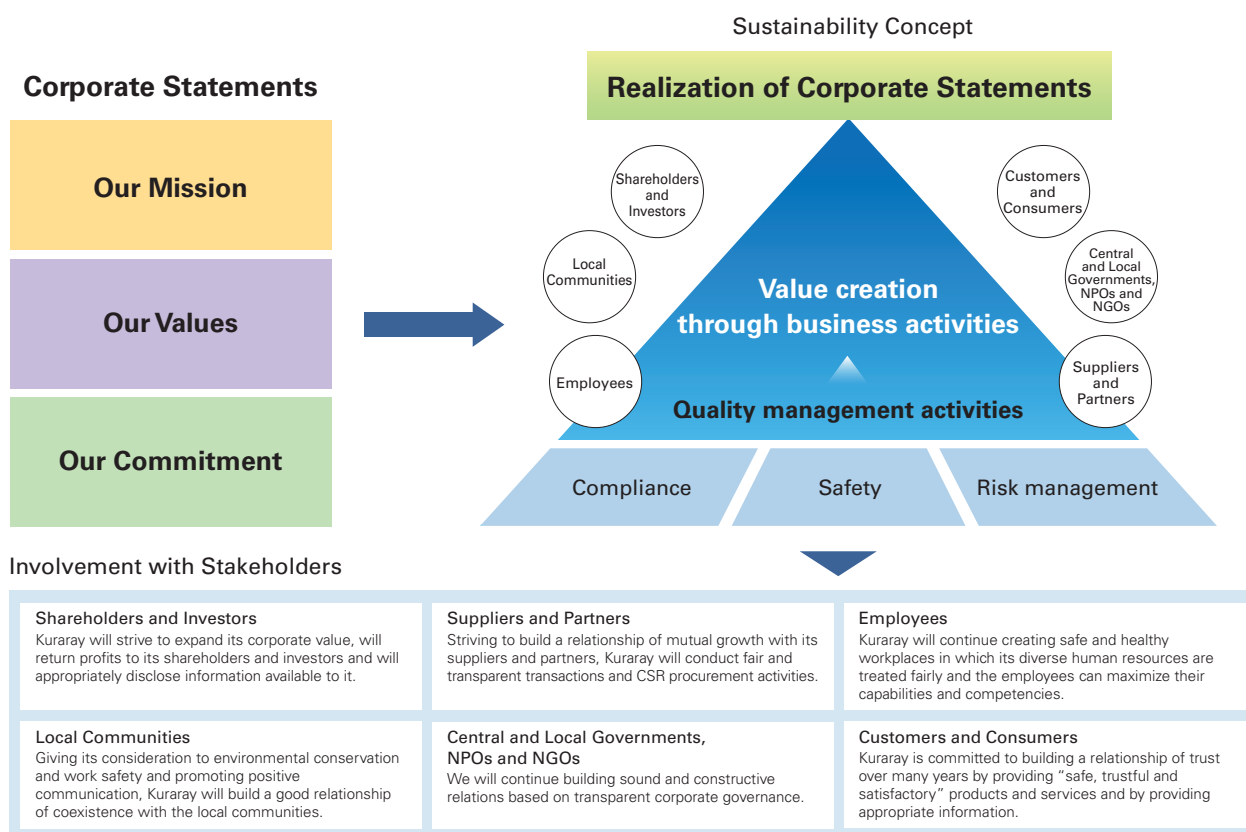 Sustainability Concept
Corporate Statements
Realization of Corporate Statements
Our Mission
Our Values
Our Commitment
Shareholders
and
Investors
Local
Communities
Employees
Customers
and
Consumers
Central
and Local
Governments,
NPOs and
NGOs
Suppliers
and
Partners
Value creation
through business activities
Quality management activities
Compliance
Safety
Risk management
Involvement with Stakeholders
Shareholders and Investors
Kuraray will strive to expand its corporate value, will
return profits to its shareholders and investors and will
appropriately disclose information available to it.
Suppliers and Partners
Striving to build a relationship of mutual growth with its
suppliers and partners, Kuraray will conduct fair and
transparent transactions and CSR procurement activities.
Employees
Kuraray will continue creating safe and healthy
workplaces in which its diverse human resources are
treated fairly and the employees can maximize their
capabilities and competencies.
Local Communities
Giving its consideration to environmental conservation
and work safety and promoting positive
communication, Kuraray will build a good relationship
of coexistence with the local communities.
Central and Local Governments,
NPOs and NGOs
We will continue building sound and constructive
relations based on transparent corporate governance.
Customers and Consumers
Kuraray is committed to building a relationship of trust
over many years by providing “safe, trustful and
satisfactory” products and services and by providing
appropriate information.